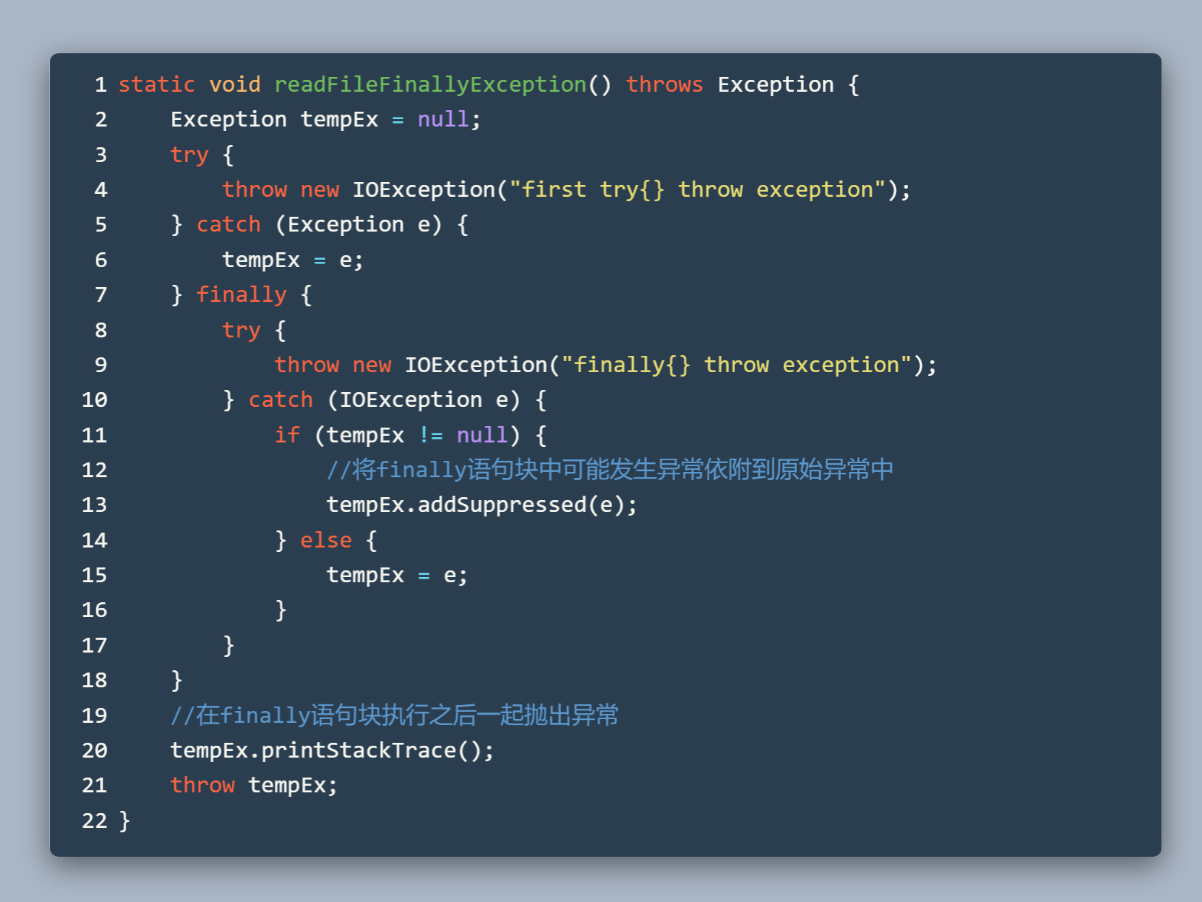 1 static void readFileFinallyException() throws Exception {
2     Exception tempEx = null;
3     try {
4         throw new IOException("first try{} throw exception");
5     } catch (Exception e) {
6         tempEx = e;
7     } finally {
8         try {
9             throw new IOException("finally{} throw exception");
10         } catch (IOException e) {
11             if (tempEx != null) {
12                 //将finally语句块中可能发生异常依附到原始异常中
13                 tempEx.addSuppressed(e);
14             } else {
15                 tempEx = e;
16             }
17         }
18     }
19     //在finally语句块执行之后一起抛出异常
20     tempEx.printStackTrace();
21     throw tempEx;
22 }